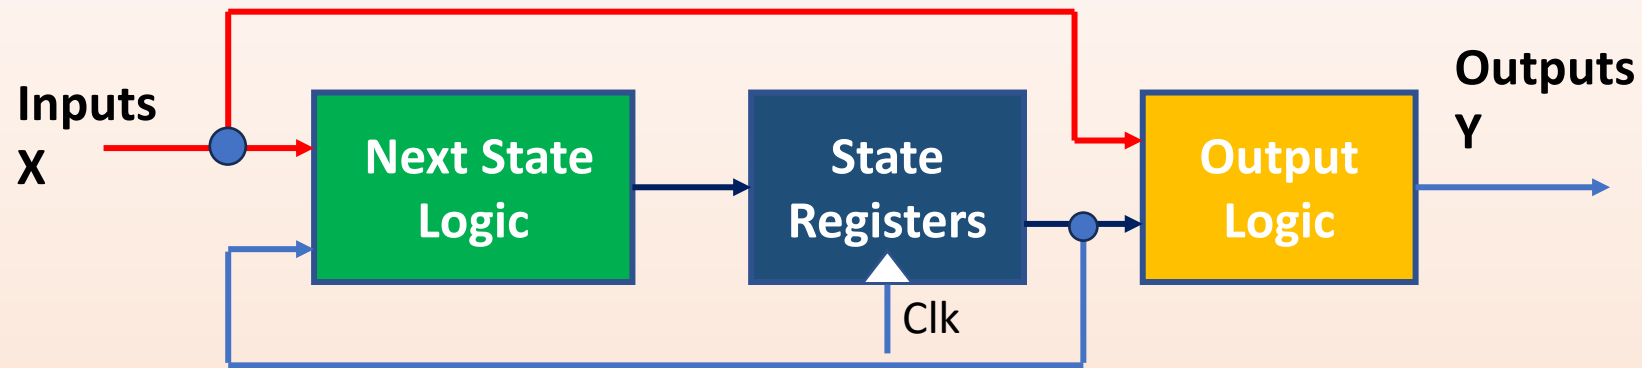 Inputs
X
Next State
Logic
State
Registers
Clk
Output
Logic
Outputs
Y